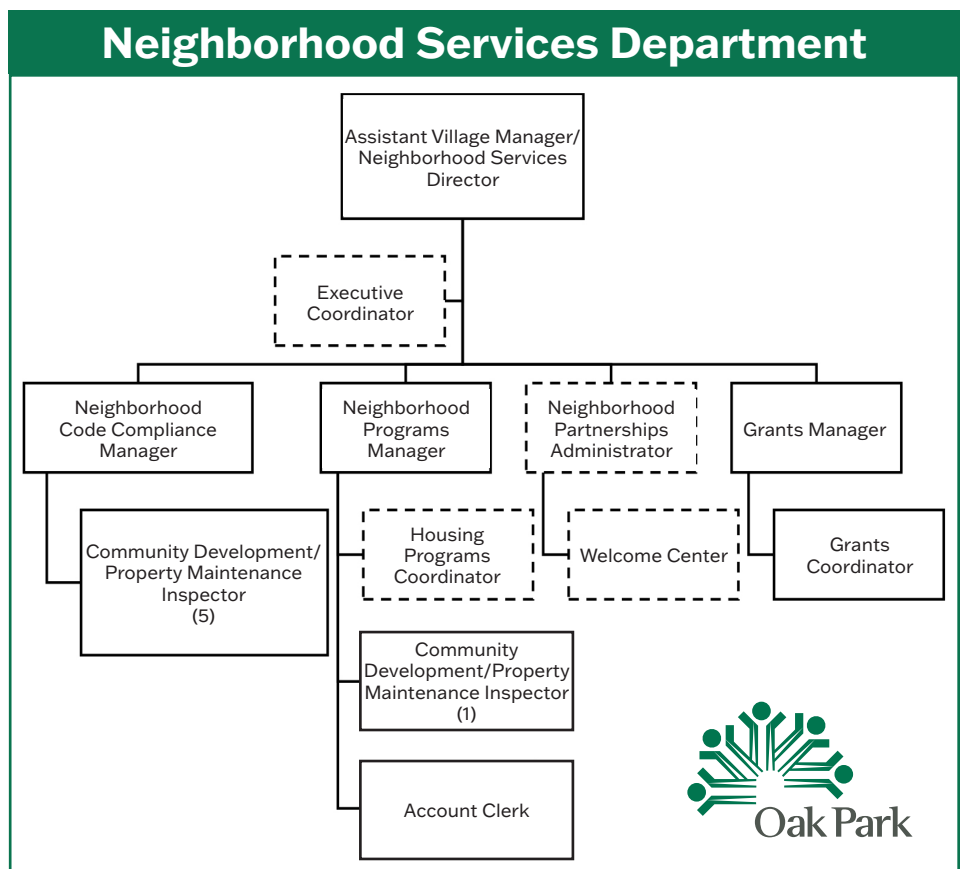 Neighborhood Services Department
Assistant Village Manager/
Neighborhood Services
Director
Executive
Coordinator
Neighborhood
Code Compliance
Manager
Neighborhood
Programs
Manager
Neighborhood
Partnerships
Administrator
Grants Manager
Community Development/
Property Maintenance
Inspector
(5)
Housing
Programs
Coordinator
Welcome Center
Grants
Coordinator
Community
Development/Property
Maintenance Inspector
(1)
Account Clerk
Oak Park